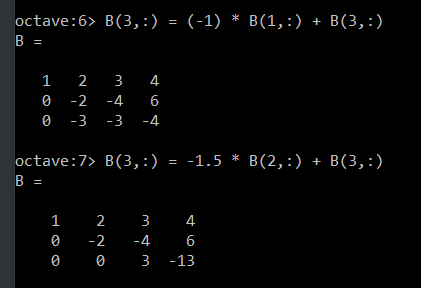 octave:6> B(3,:) = (-1) * B(1,:) + B(3,:)
B =
1 2 3 4
0 -2 -4 6
0 -3 -3 -4
octave:7> B(3,:) = -1.5 * B(2,:) + B(3,:)
B =
1 2 3 4
0 -2 -4 6
0 0 3 -13